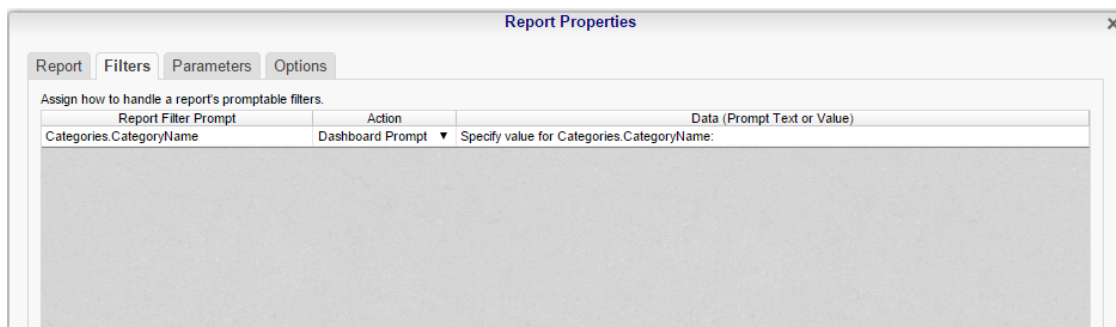 Report Properties
Report Filters Parameters Options
Assign how to handle a report's promptable filters.
Report Filter Prompt Action Data (Prompt Text or Value)
Categories.CategoryName Dashboard Prompt ▼ Specify value for Categories.CategoryName: